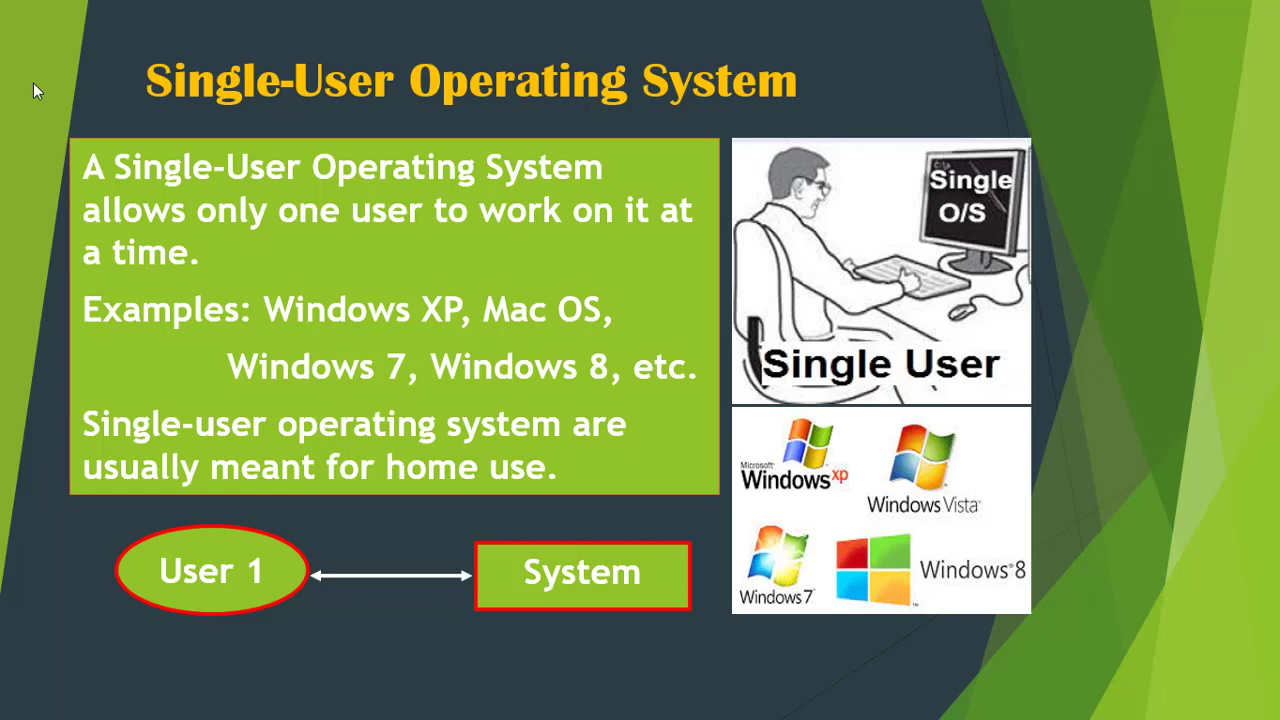 Single-User Operating System
A Single-User Operating System
allows only one user to work on it at
a time.
Examples: Windows XP, Mac OS,
Windows 7, Windows 8, etc.
Single-user operating system are
usually meant for home use.
User 1
System
C:\>
Single
O/S
Single User
Microsoft
Windows xp
Windows Vista
Windows 7
Windows 8